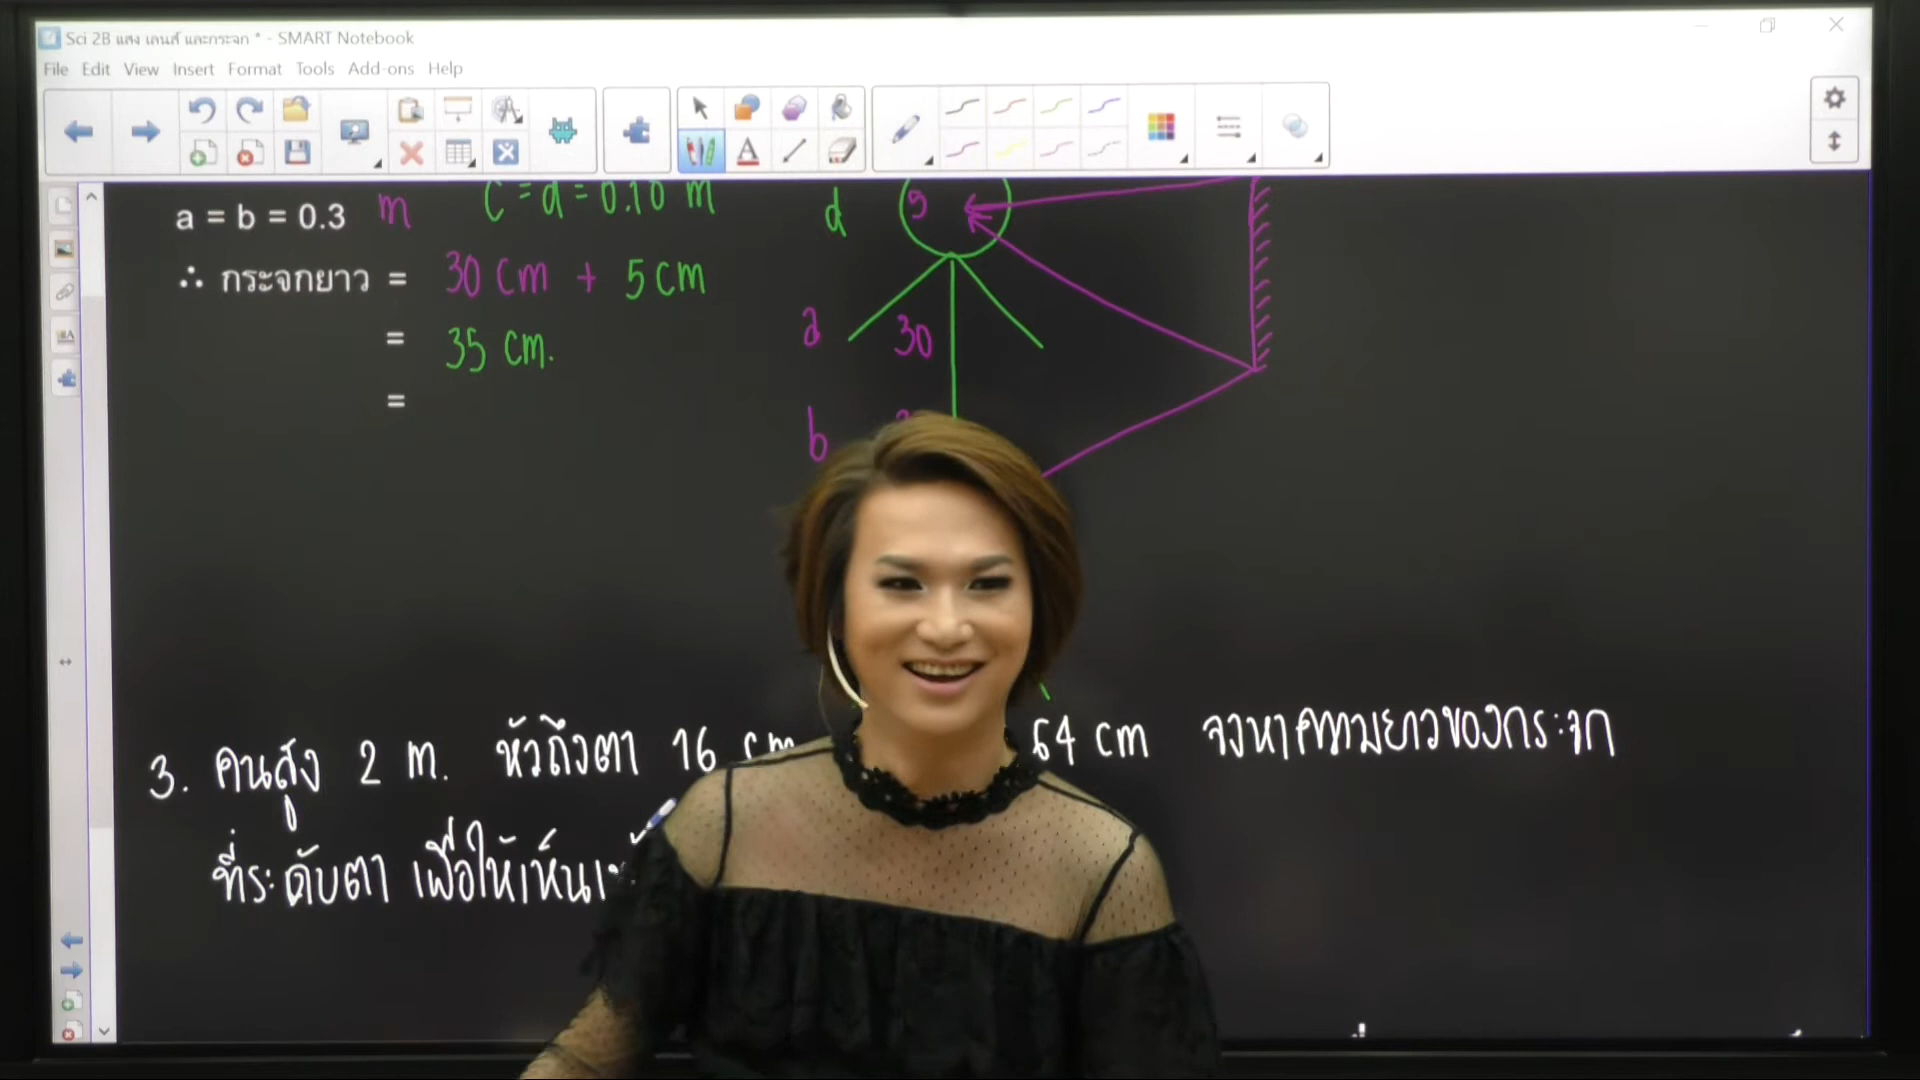 Sci 2B แสง เลนส์ และกระจก * - SMART Notebook
File Edit View Insert Format Tools Add-ons Help
a = b = 0.3 m c = d = 0.10 m
∴ กระจกยาว = 30 cm + 5 cm
= 35 cm.
=
d 5
a 30
b
3. คนสูง 2 m. หัวถึงตา 16 cm 64 cm จงหาความยาวของกระจก
ที่ระดับตา เพื่อให้เห็น